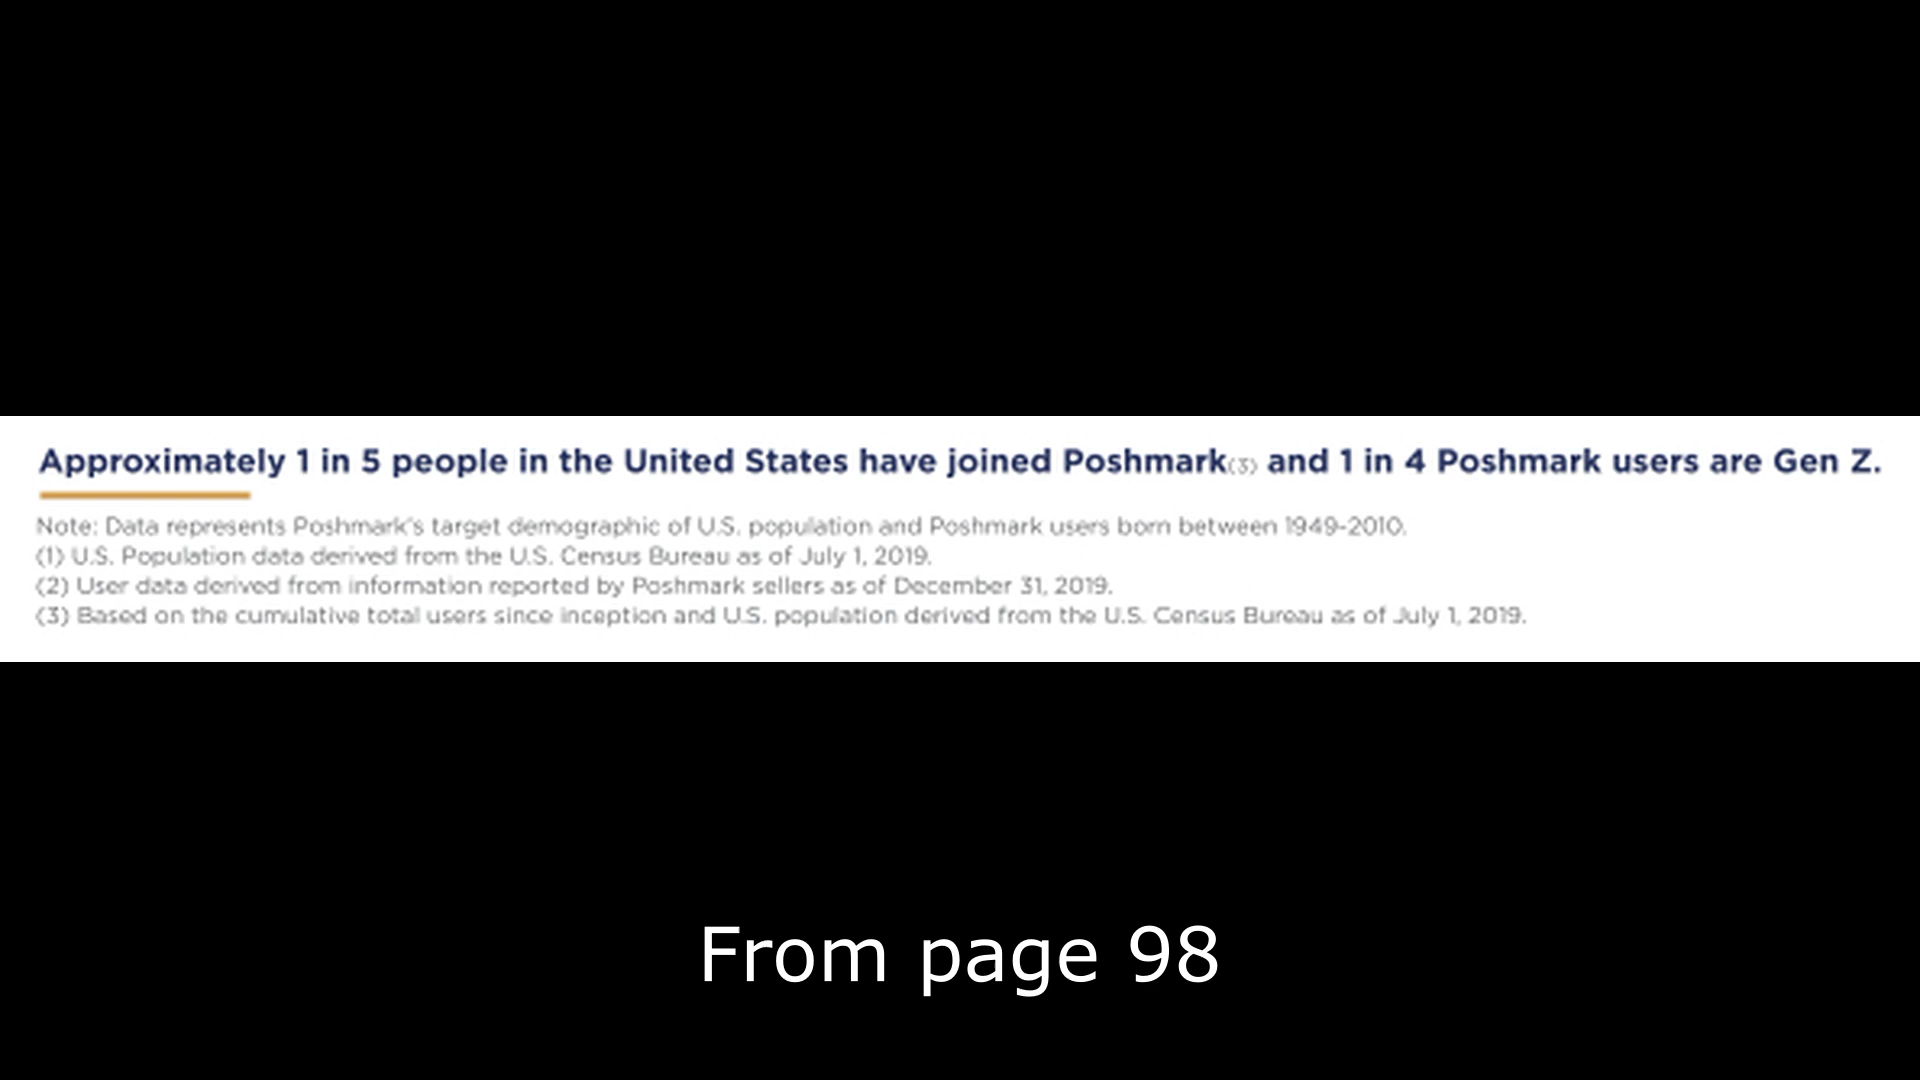 Approximately 1 in 5 people in the United States have joined Poshmark(3) and 1 in 4 Poshmark users are Gen Z.
Note: Data represents Poshmark's target demographic of U.S. population and Poshmark users born between 1949-2010.
(1) U.S. Population data derived from the U.S. Census Bureau as of July 1, 2019.
(2) User data derived from information reported by Poshmark sellers as of December 31, 2019.
(3) Based on the cumulative total users since inception and U.S. population derived from the U.S. Census Bureau as of July 1, 2019.
From page 98